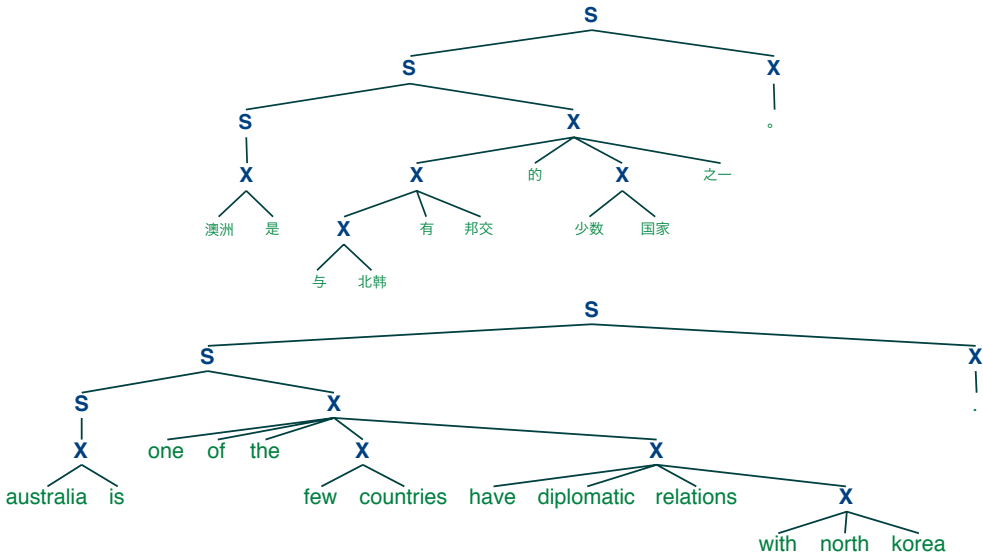 S
S X
S X 。
X X 的 X 之一
澳洲 是 X 有 邦交 少数 国家
与 北韩
S
S X
S X .
X one of the X X
australia is few countries have diplomatic relations X
with north korea